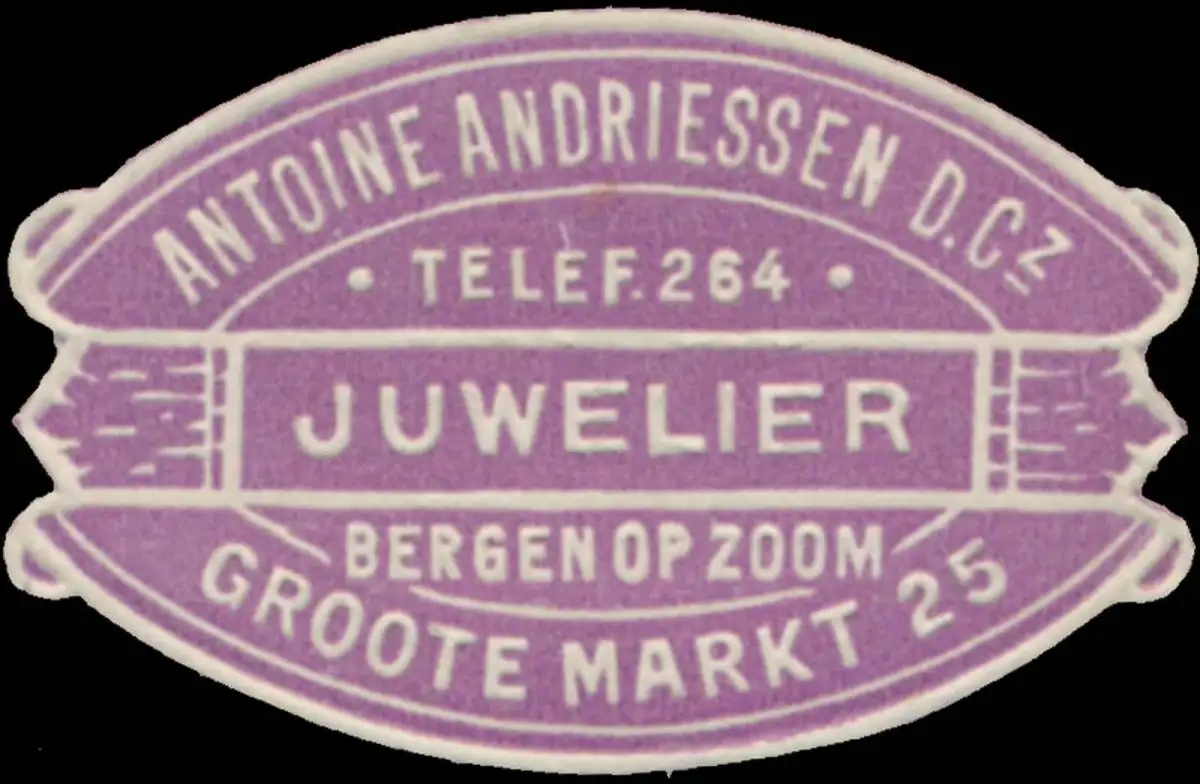 ANTOINE ANDRIESSEN D.Cz
• TELEF. 264 •
JUWELIER
BERGEN OP ZOOM
GROOTE MARKT 25